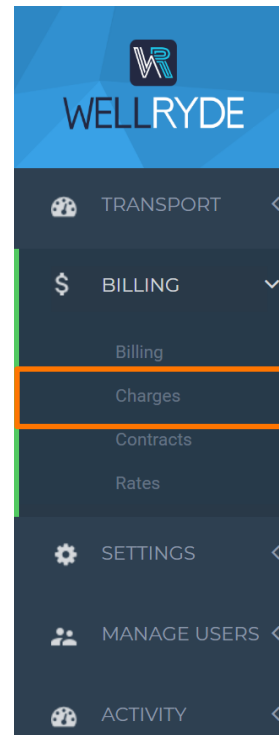 WELLRYDE
TRANSPORT
BILLING
Billing
Charges
Contracts
Rates
SETTINGS
MANAGE USERS
ACTIVITY